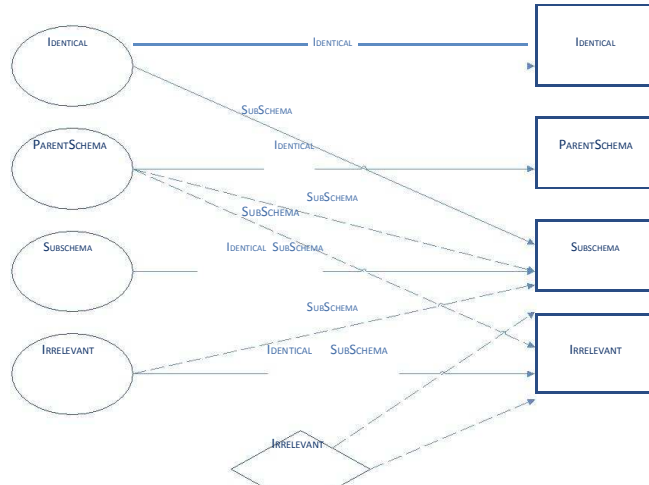 Identical Identical Identical
SubSchema
ParentSchema Identical ParentSchema
SubSchema
SubSchema
Subschema Identical SubSchema Subschema
SubSchema
Irrelevant Identical SubSchema Irrelevant
Irrelevant